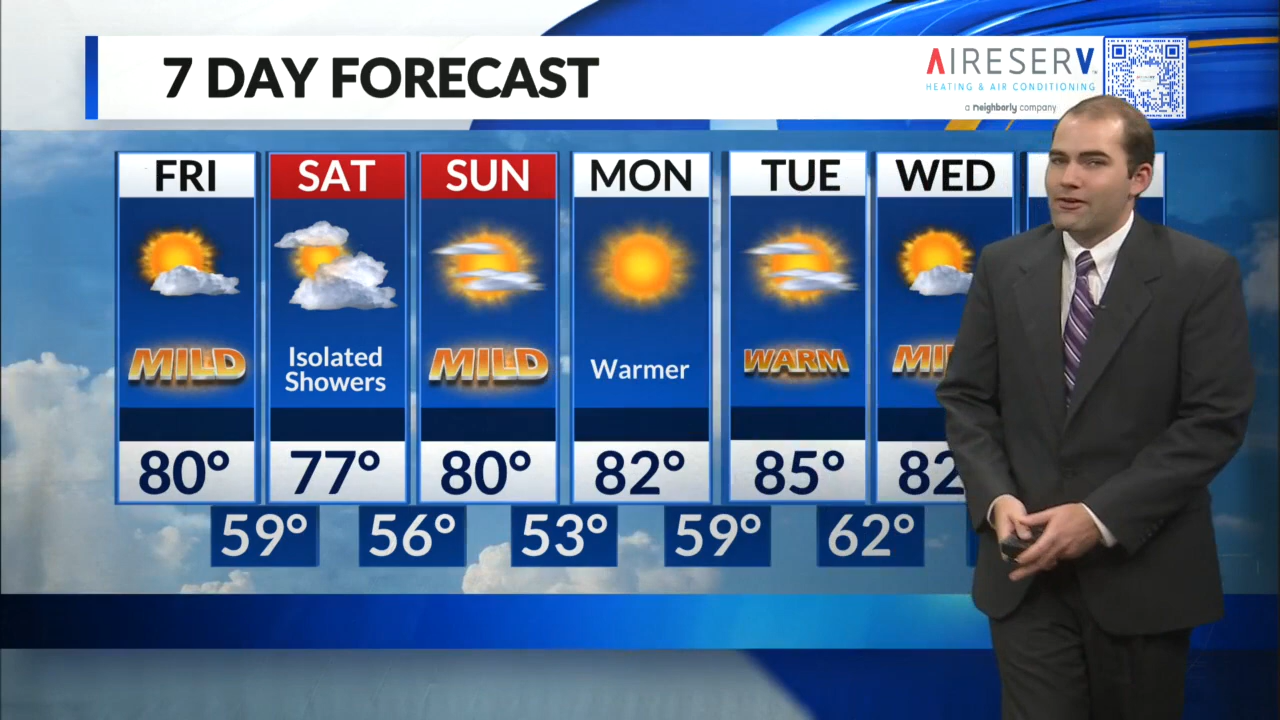 7 DAY FORECAST
AIRESERV
HEATING & AIR CONDITIONING
a neighborly company
FRI SAT SUN MON TUE WED
MILD Isolated Showers MILD Warmer WARM
80° 77° 80° 82° 85° 82
59° 56° 53° 59° 62°